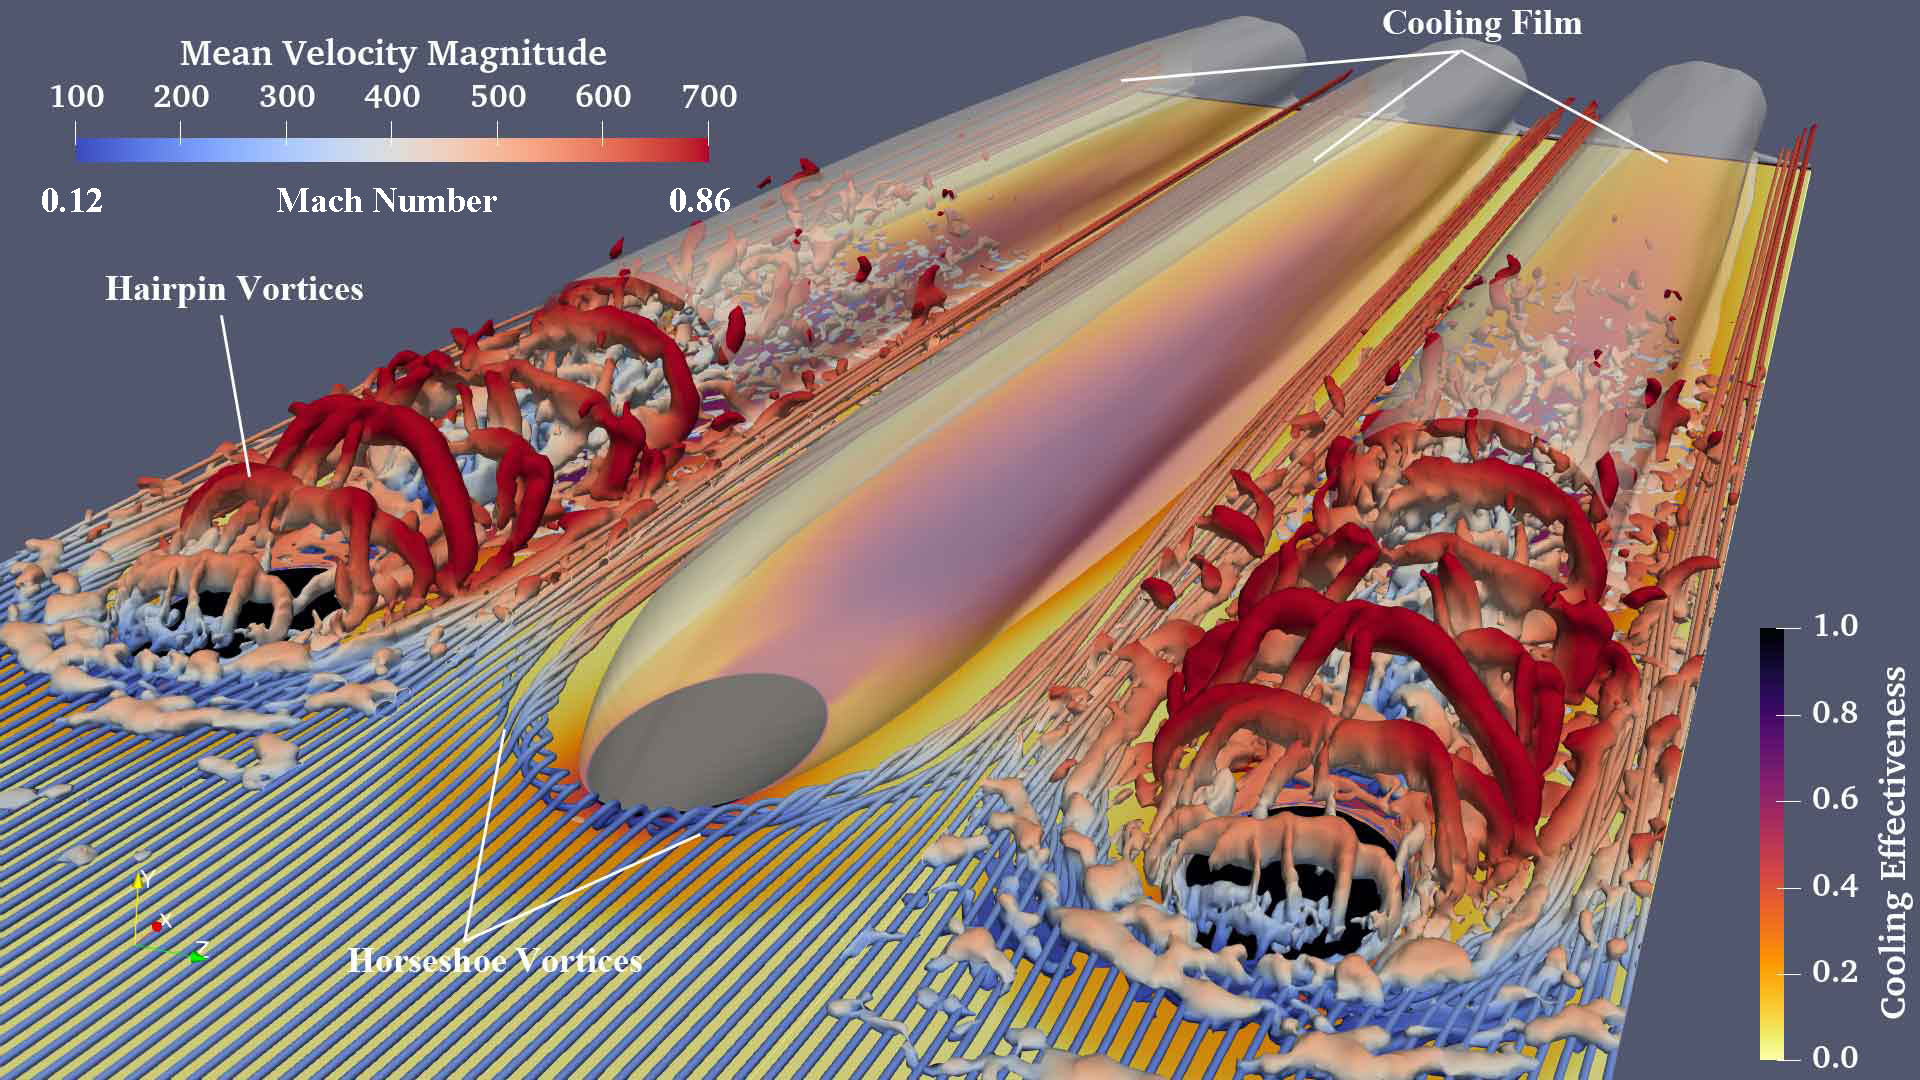 Cooling Film
Mean Velocity Magnitude
100 200 300 400 500 600 700
0.12 Mach Number 0.86
Hairpin Vortices
Horseshoe Vortices
Y
X
Z
1.0
0.8
0.6
0.4
0.2
0.0
Cooling Effectiveness